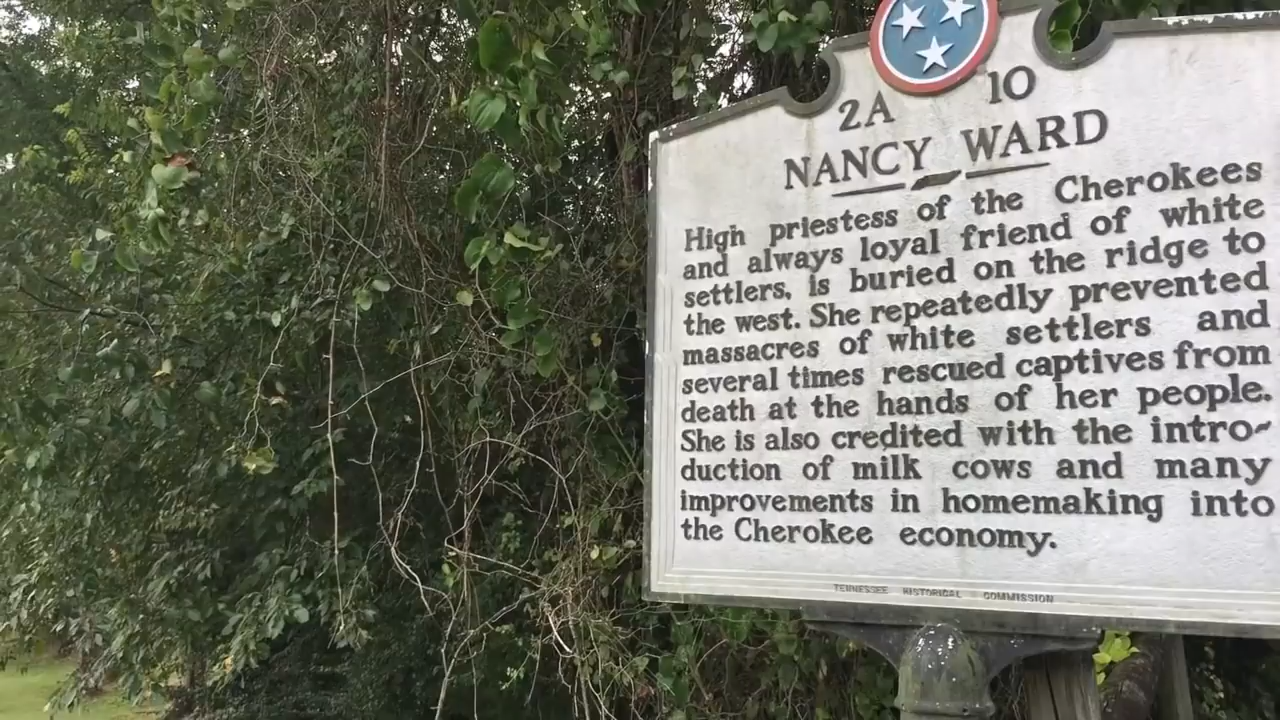 2A 10
NANCY WARD
High priestess of the Cherokees
and always loyal friend of white
settlers, is buried on the ridge to
the west. She repeatedly prevented
massacres of white settlers and
several times rescued captives from
death at the hands of her people.
She is also credited with the intro-
duction of milk cows and many
improvements in homemaking into
the Cherokee economy.
TENNESSEE HISTORICAL COMMISSION